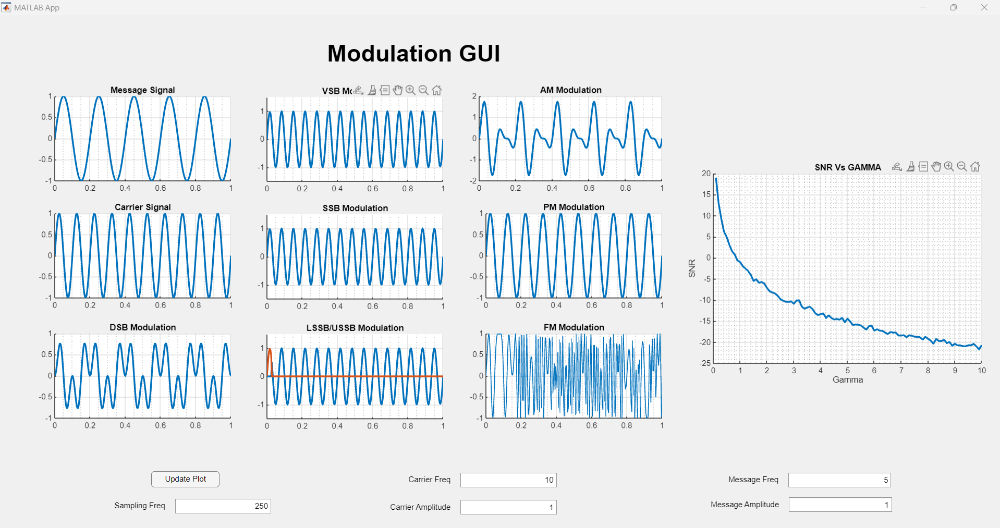 MATLAB App
Modulation GUI
Message Signal
1
0.5
0
-0.5
-1
0 0.2 0.4 0.6 0.8 1
VSB Mo
1
0
-1
0 0.2 0.4 0.6 0.8 1
AM Modulation
2
1
0
-1
-2
0 0.2 0.4 0.6 0.8 1
Carrier Signal
1
0.5
0
-0.5
-1
0 0.2 0.4 0.6 0.8 1
SSB Modulation
1
0
-1
0 0.2 0.4 0.6 0.8 1
PM Modulation
1
0.5
0
-0.5
-1
0 0.2 0.4 0.6 0.8 1
DSB Modulation
1
0.5
0
-0.5
-1
0 0.2 0.4 0.6 0.8 1
LSSB/USSB Modulation
1
0
-1
0 0.2 0.4 0.6 0.8 1
FM Modulation
1
0.5
0
-0.5
-1
0 0.2 0.4 0.6 0.8 1
SNR Vs GAMMA
20
15
10
5
0
-5
-10
-15
-20
-25
SNR
0 1 2 3 4 5 6 7 8 9 10
Gamma
Update Plot
Carrier Freq 10
Message Freq 5
Sampling Freq 250
Carrier Amplitude 1
Message Amplitude 1